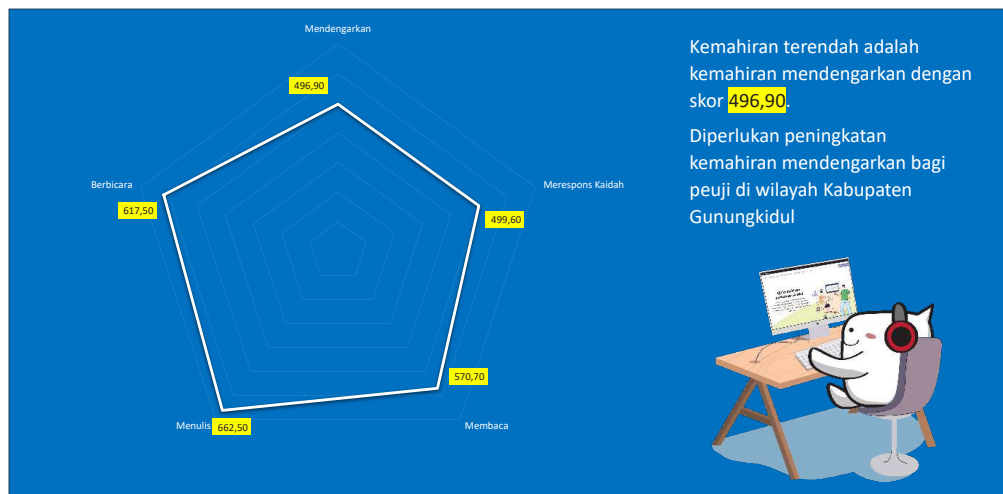 Mendengarkan
496,90
Berbicara
617,50
Merespons Kaidah
499,60
570,70
Menulis
662,50
Membaca
Kemahiran terendah adalah
kemahiran mendengarkan dengan
skor 496,90.
Diperlukan peningkatan
kemahiran mendengarkan bagi
peuji di wilayah Kabupaten
Gunungkidul